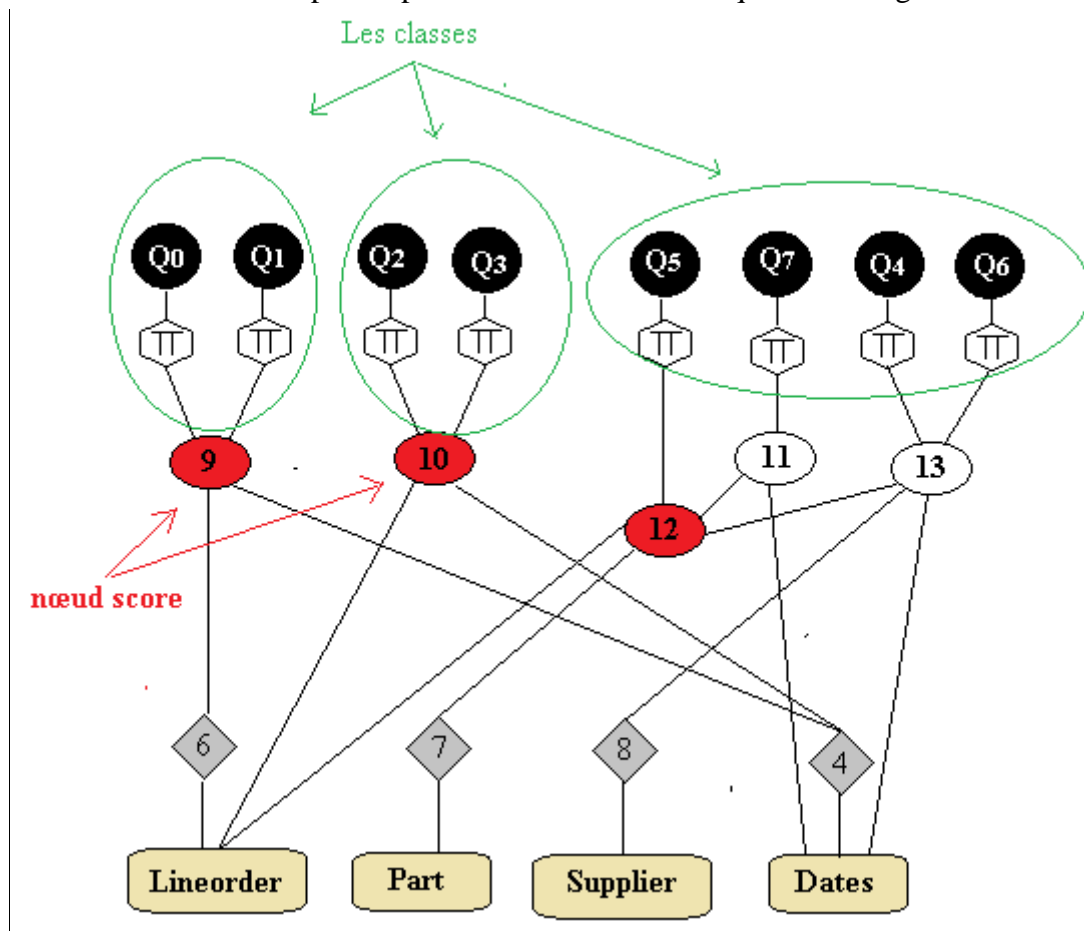 Les classes
Q0 Q1 Q2 Q3 Q5 Q7 Q4 Q6
π π π π π π π π
9 10 11 13
12
nœud score
6 7 8 4
Lineorder Part Supplier Dates